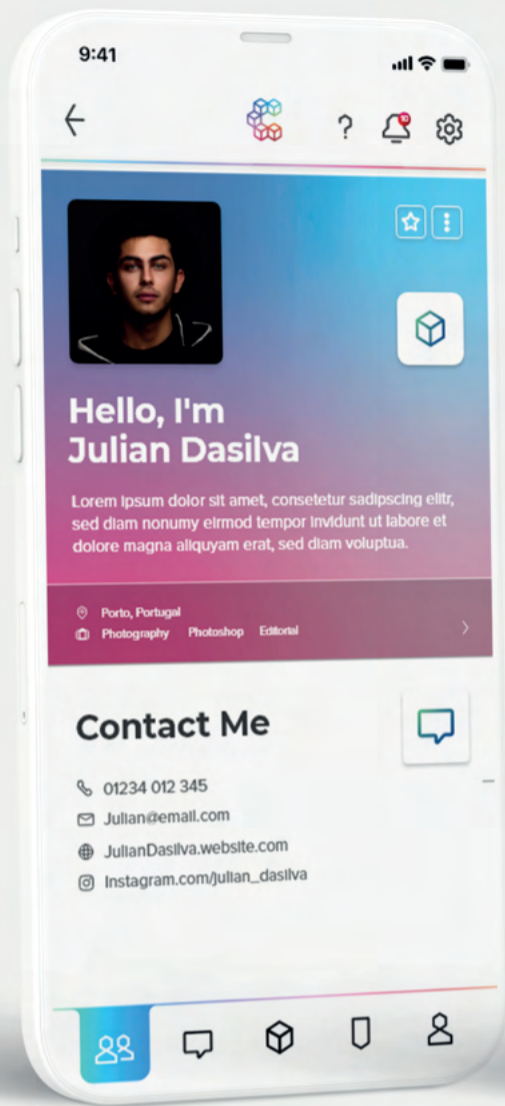 9:41
?
10
Hello, I'm
Julian Dasilva
Lorem ipsum dolor sit amet, consetetur sadipscing elitr,
sed diam nonumy eirmod tempor invidunt ut labore et
dolore magna aliquyam erat, sed diam voluptua.
Porto, Portugal
Photography Photoshop Editorial
Contact Me
01234 012 345
Julian@email.com
JulianDasilva.website.com
Instagram.com/julian_dasilva